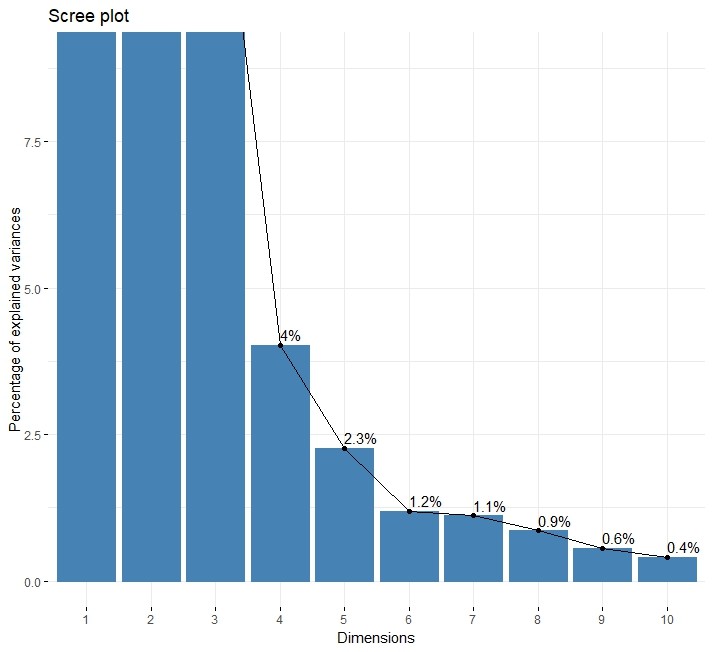 Scree plot
Percentage of explained variances
7.5
5.0
2.5
0.0
4%
2.3%
1.2%
1.1%
0.9%
0.6%
0.4%
1 2 3 4 5 6 7 8 9 10
Dimensions